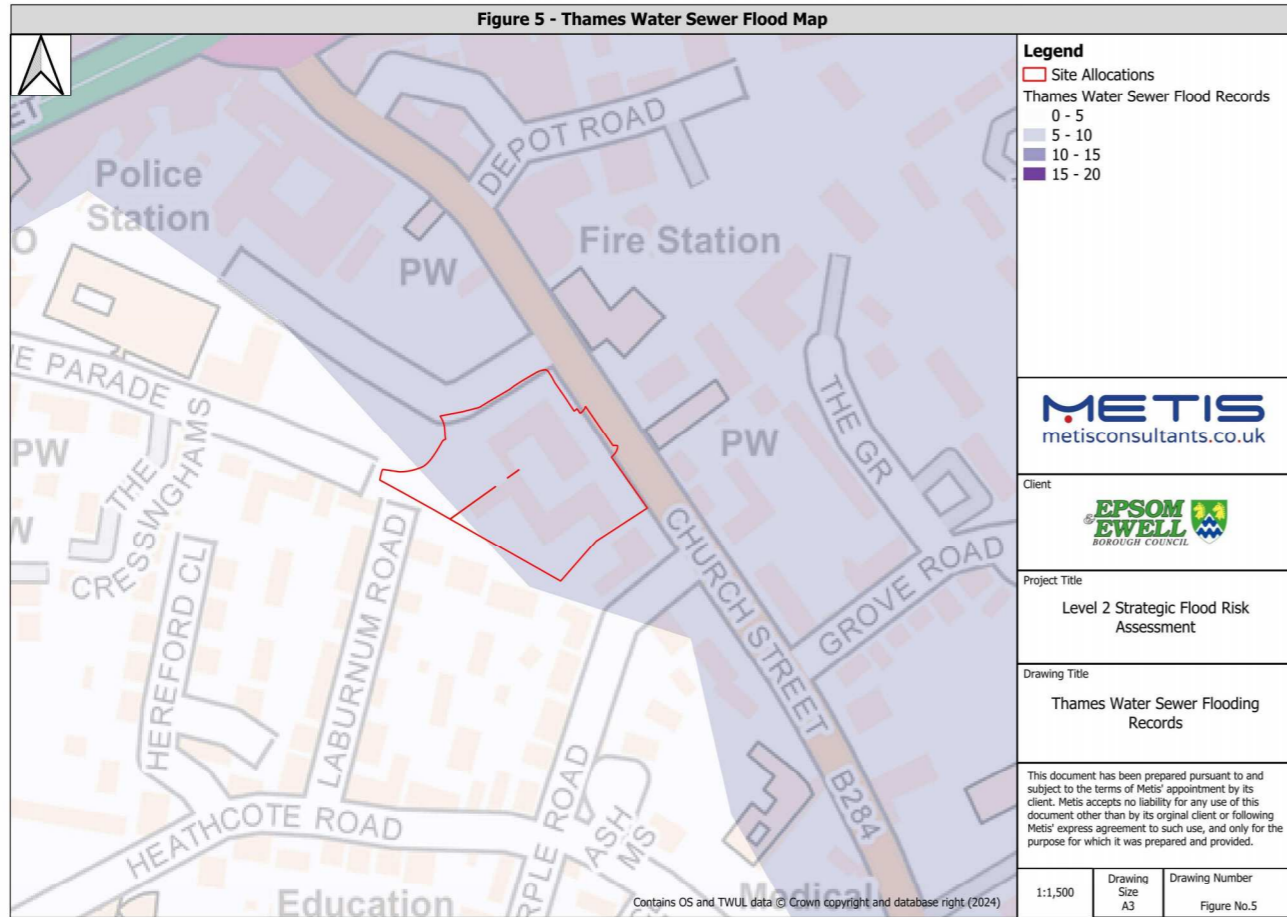 Figure 5 - Thames Water Sewer Flood Map
ET
Police
Station
O
DEPOT ROAD
Fire Station
PW
E PARADE
PW
THE
CRESSINGHAMS
W
HEREFORD CL
LABURNUM ROAD
PW
THE GR
CHURCH STREET
GROVE ROAD
B284
HEATHCOTE ROAD
RPLE ROAD
ASH
MS
Education
Medical
Contains OS and TWUL data © Crown copyright and database right (2024)
Legend
Site Allocations
Thames Water Sewer Flood Records
0 - 5
5 - 10
10 - 15
15 - 20
METIS
metisconsultants.co.uk
Client
EPSOM
& EWELL
BOROUGH COUNCIL
Project Title
Level 2 Strategic Flood Risk
Assessment
Drawing Title
Thames Water Sewer Flooding
Records
This document has been prepared pursuant to and
subject to the terms of Metis' appointment by its
client. Metis accepts no liability for any use of this
document other than by its orginal client or following
Metis' express agreement to such use, and only for the
purpose for which it was prepared and provided.
1:1,500
Drawing
Size
A3
Drawing Number
Figure No.5